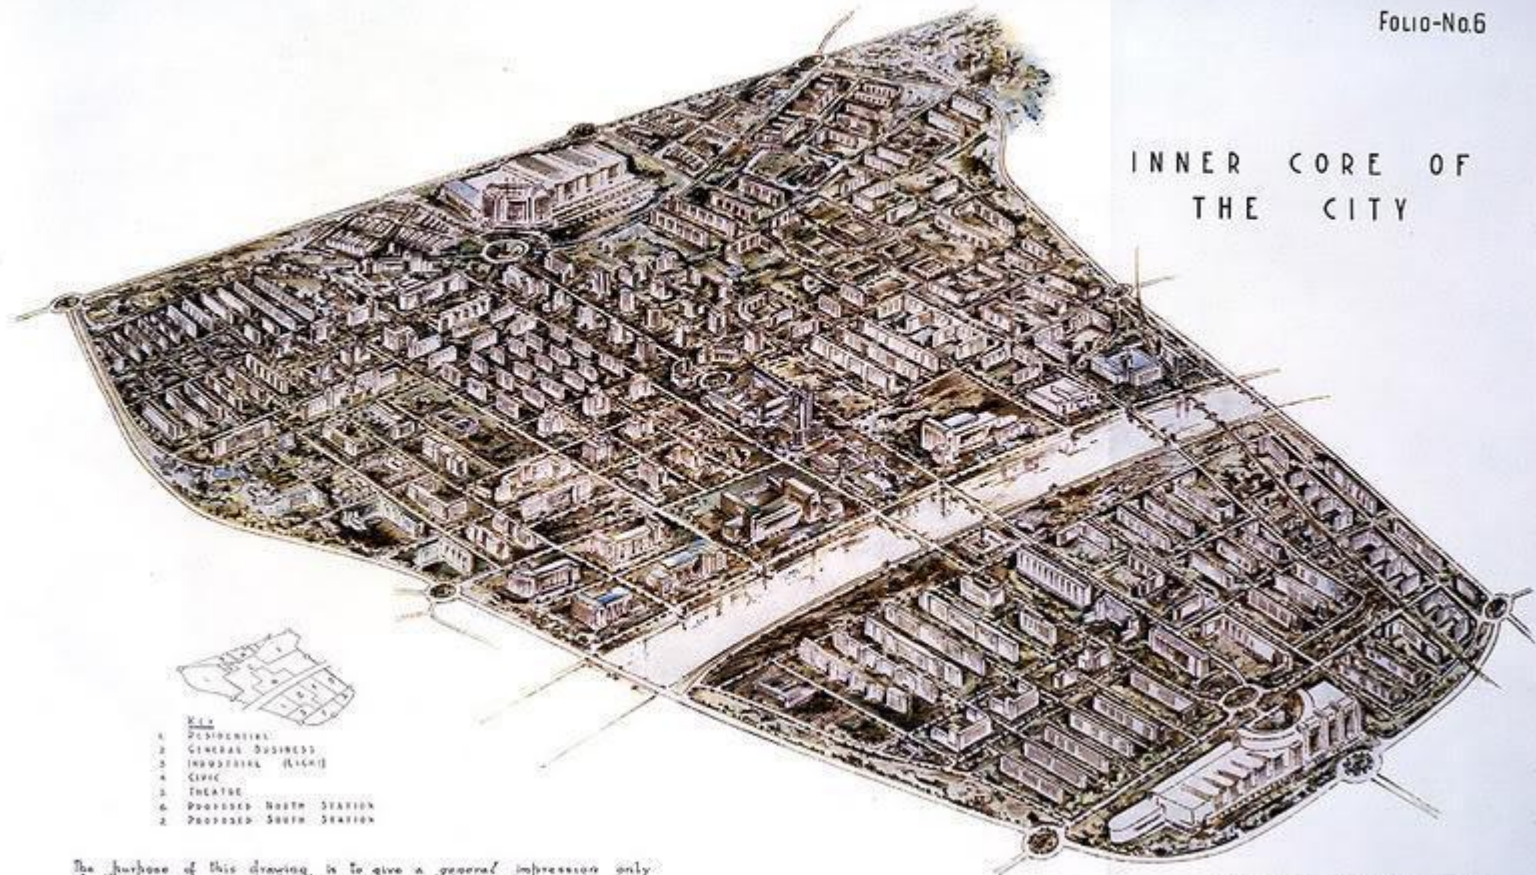 FOLIO-No.6
INNER CORE OF
THE CITY
KEY
1 RESIDENTIAL
2 GENERAL BUSINESS
3 INDUSTRIAL (LIGHT)
4 CIVIC
5 THEATRE
6 PROPOSED NORTH STATION
7 PROPOSED SOUTH STATION
The purpose of this drawing is to give a general impression only